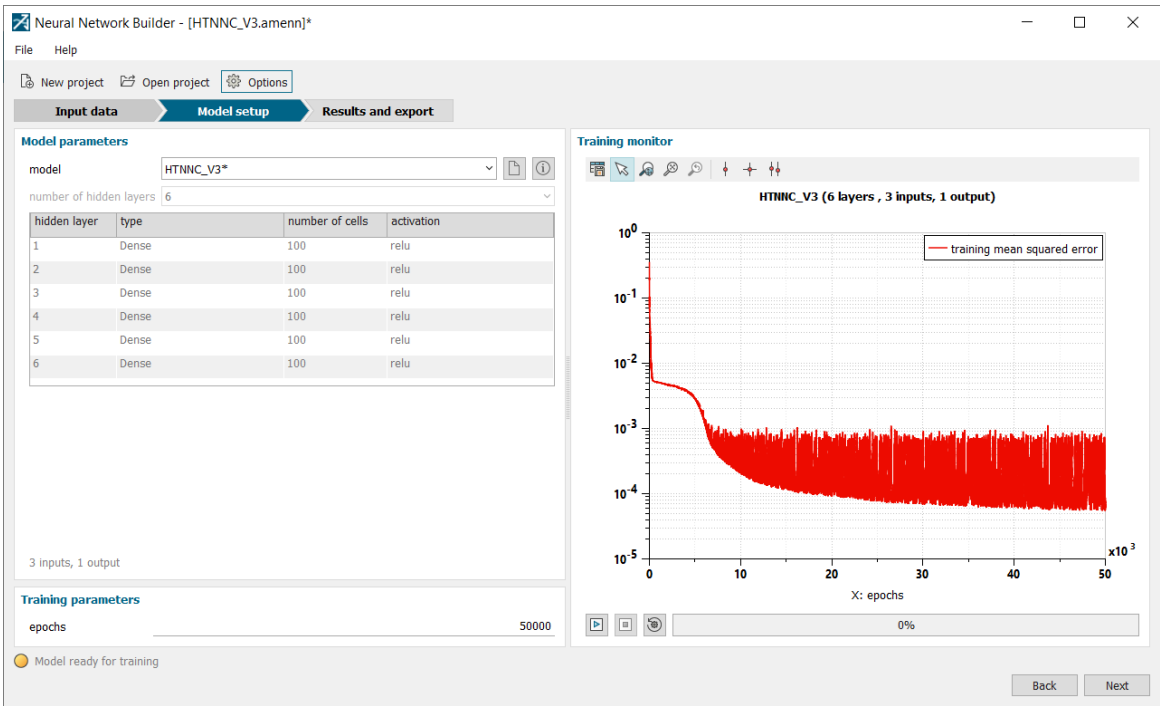 Neural Network Builder - [HTNNC_V3.amenn]*
File Help
New project Open project Options
Input data Model setup Results and export
Model parameters
model HTNNC_V3*
number of hidden layers 6
hidden layer type number of cells activation
1 Dense 100 relu
2 Dense 100 relu
3 Dense 100 relu
4 Dense 100 relu
5 Dense 100 relu
6 Dense 100 relu
3 inputs, 1 output
Training parameters
epochs 50000
Model ready for training
Training monitor
HTNNC_V3 (6 layers , 3 inputs, 1 output)
training mean squared error
10^0
10^-1
10^-2
10^-3
10^-4
10^-5
0 10 20 30 40 50
x10^3
X: epochs
0%
Back Next